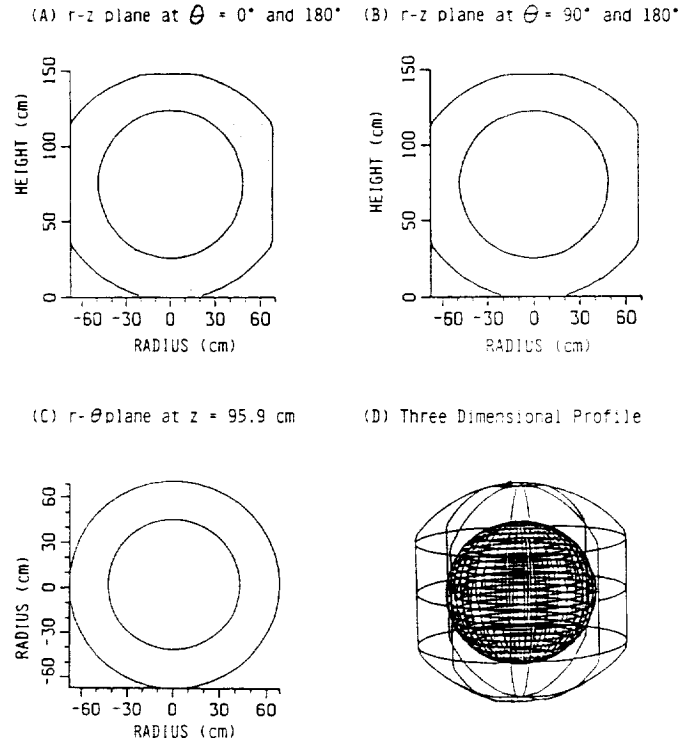 (A) r-z plane at θ = 0° and 180°
(B) r-z plane at θ = 90° and 180°
HEIGHT (cm)
150
100
50
0
-60 -30 0 30 60
RADIUS (cm)
HEIGHT (cm)
150
100
50
0
-60 -30 0 30 60
RADIUS (cm)
(C) r-θ plane at z = 95.9 cm
(D) Three Dimensional Profile
RADIUS (cm)
60
30
0
-30
-60
-60 -30 0 30 60
RADIUS (cm)